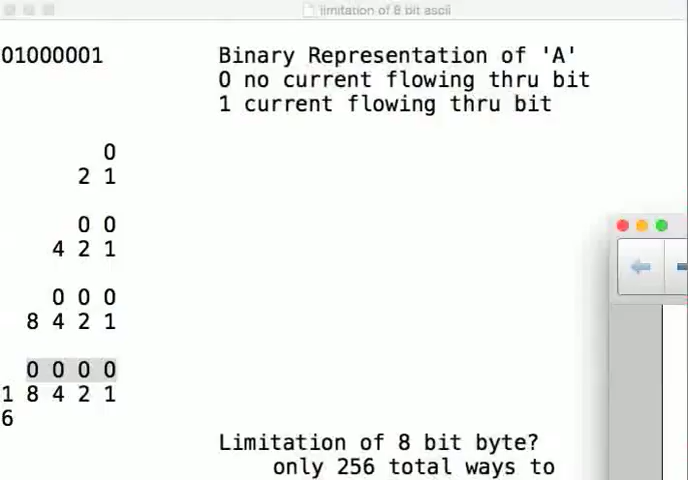 limitation of 8 bit ascii
01000001 Binary Representation of 'A'
0 no current flowing thru bit
1 current flowing thru bit
0
2 1
0 0
4 2 1
0 0 0
8 4 2 1
0 0 0 0
1 8 4 2 1
6
Limitation of 8 bit byte?
only 256 total ways to